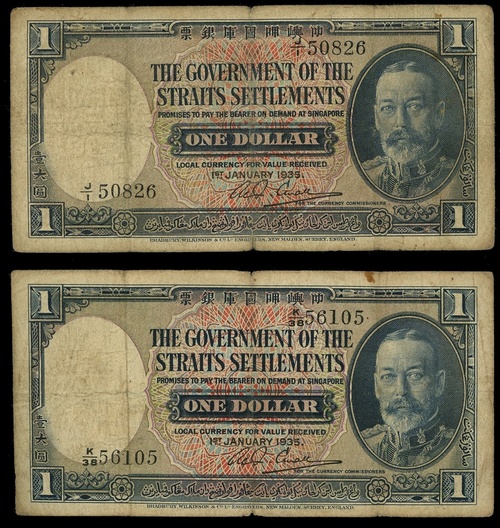 叻嶼呷國庫銀票
1 J/1 50826 1
THE GOVERNMENT OF THE
STRAITS SETTLEMENTS
PROMISES TO PAY THE BEARER ON DEMAND AT SINGAPORE
ONE DOLLAR
LOCAL CURRENCY FOR VALUE RECEIVED
1ST JANUARY 1935.
J/1 50826
FOR THE CURRENCY COMMISSIONERS
壹大圓
1 1
BRADBURY, WILKINSON & Co. Ld. ENGRAVERS, NEW MALDEN, SURREY, ENGLAND.
叻嶼呷國庫銀票
1 K/38 56105 1
THE GOVERNMENT OF THE
STRAITS SETTLEMENTS
PROMISES TO PAY THE BEARER ON DEMAND AT SINGAPORE
ONE DOLLAR
LOCAL CURRENCY FOR VALUE RECEIVED
1ST JANUARY 1935.
K/38 56105
FOR THE CURRENCY COMMISSIONERS
壹大圓
1 1
BRADBURY, WILKINSON & Co. Ld. ENGRAVERS, NEW MALDEN, SURREY, ENGLAND.